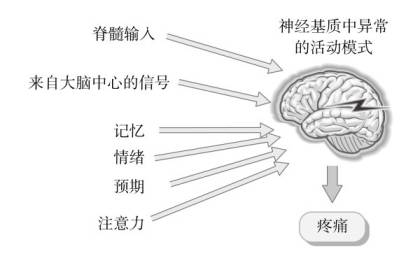 脊髓输入
神经基质中异常
的活动模式
来自大脑中心的信号
记忆
情绪
预期
注意力
疼痛